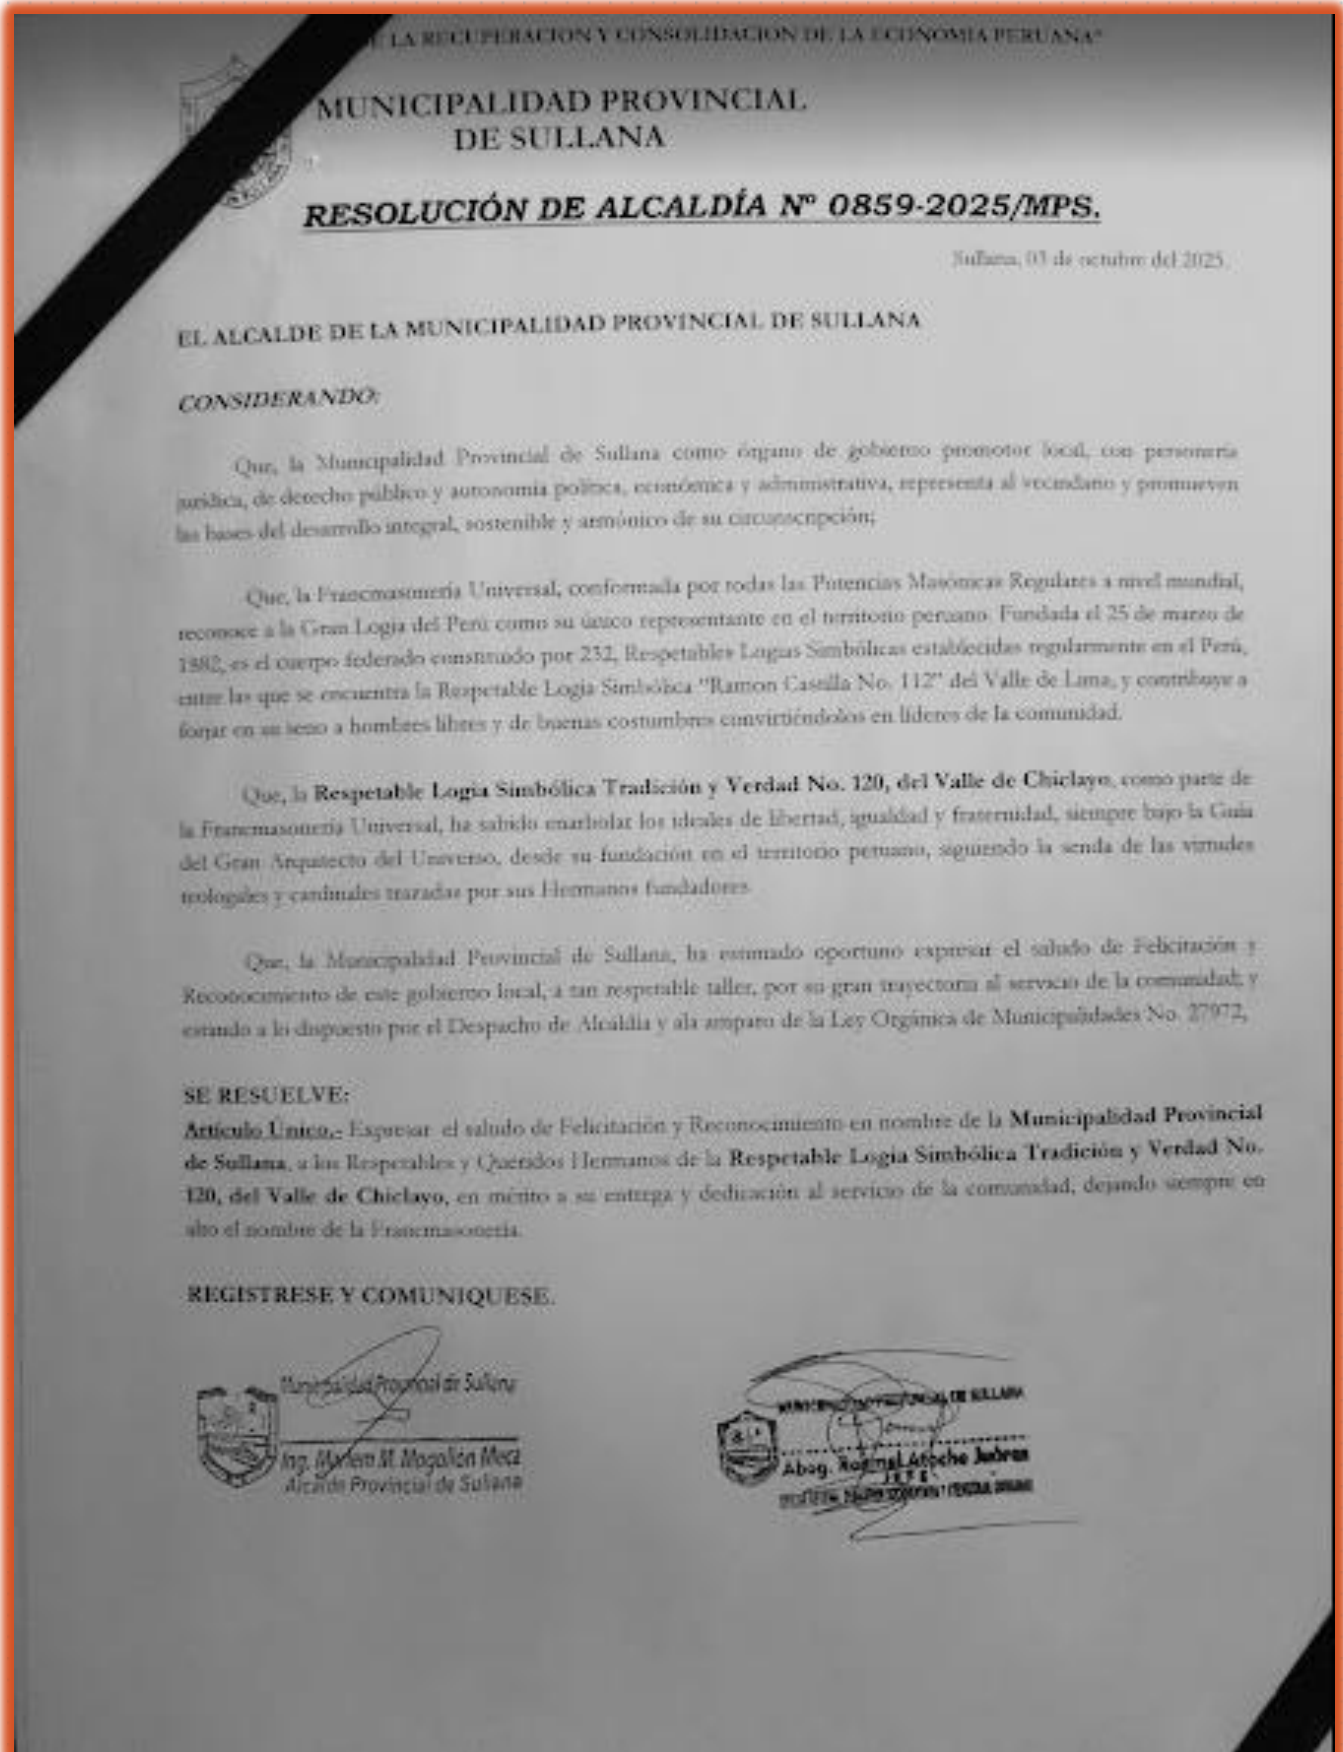 E LA RECUPERACION Y CONSOLIDACION DE LA ECONOMIA PERUANA"
MUNICIPALIDAD PROVINCIAL
DE SULLANA
RESOLUCIÓN DE ALCALDÍA Nº 0859-2025/MPS.
Sullana, 03 de octubre del 2025.
EL ALCALDE DE LA MUNICIPALIDAD PROVINCIAL DE SULLANA
CONSIDERANDO:
Que, la Municipalidad Provincial de Sullana como órgano de gobierno promotor local, con personería
jurídica, de derecho público y autonomía política, económica y administrativa, representa al vecindario y promueven
las bases del desarrollo integral, sostenible y armónico de su circunscripción;
Que, la Francmasonería Universal, conformada por todas las Potencias Masónicas Regulares a nivel mundial,
reconoce a la Gran Logia del Perú como su único representante en el territorio peruano. Fundada el 25 de marzo de
1882, es el cuerpo federado constituido por 232, Respetables Logias Simbólicas establecidas regularmente en el Perú,
entre las que se encuentra la Respetable Logia Simbólica "Ramon Castilla No. 112" del Valle de Lima, y contribuye a
forjar en su seno a hombres libres y de buenas costumbres convirtiéndolos en líderes de la comunidad.
Que, la Respetable Logia Simbólica Tradición y Verdad No. 120, del Valle de Chiclayo, como parte de
la Francmasonería Universal, ha sabido enarbolar los ideales de libertad, igualdad y fraternidad, siempre bajo la Guía
del Gran Arquitecto del Universo, desde su fundación en el territorio peruano, siguiendo la senda de las virtudes
teologales y cardinales trazadas por sus Hermanos fundadores.
Que, la Municipalidad Provincial de Sullana, ha estimado oportuno expresar el saludo de Felicitación y
Reconocimiento de este gobierno local, a tan respetable taller, por su gran trayectoria al servicio de la comunidad; y
estando a lo dispuesto por el Despacho de Alcaldía y ala amparo de la Ley Orgánica de Municipalidades No. 27972,
SE RESUELVE:
Artículo Único.- Expresar el saludo de Felicitación y Reconocimiento en nombre de la Municipalidad Provincial
de Sullana, a los Respetables y Queridos Hermanos de la Respetable Logia Simbólica Tradición y Verdad No.
120, del Valle de Chiclayo, en mérito a su entrega y dedicación al servicio de la comunidad, dejando siempre en
alto el nombre de la Francmasonería.
REGISTRESE Y COMUNIQUESE.
Municipalidad Provincial de Sullana
Ing. M. Mogollón Meca
Alcalde Provincial de Sullana
MUNICIPALIDAD PROVINCIAL DE SULLANA
Abog. Atoche
JEFE